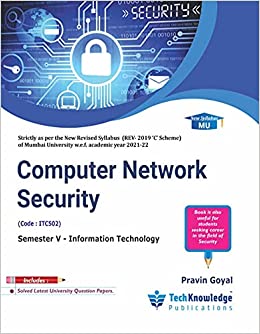 SECURITY
New Syllabus
MU
Strictly as per the New Revised Syllabus (REV- 2019 'C' Scheme)
of Mumbai University w.e.f. academic year 2021-22
Computer Network
Security
(Code : ITC502)
Semester V - Information Technology
Book is also
useful for
students
seeking career
in the field of
Security
Includes :
Solved Latest University Question Papers.
Pravin Goyal
TechKnowledge
Publications